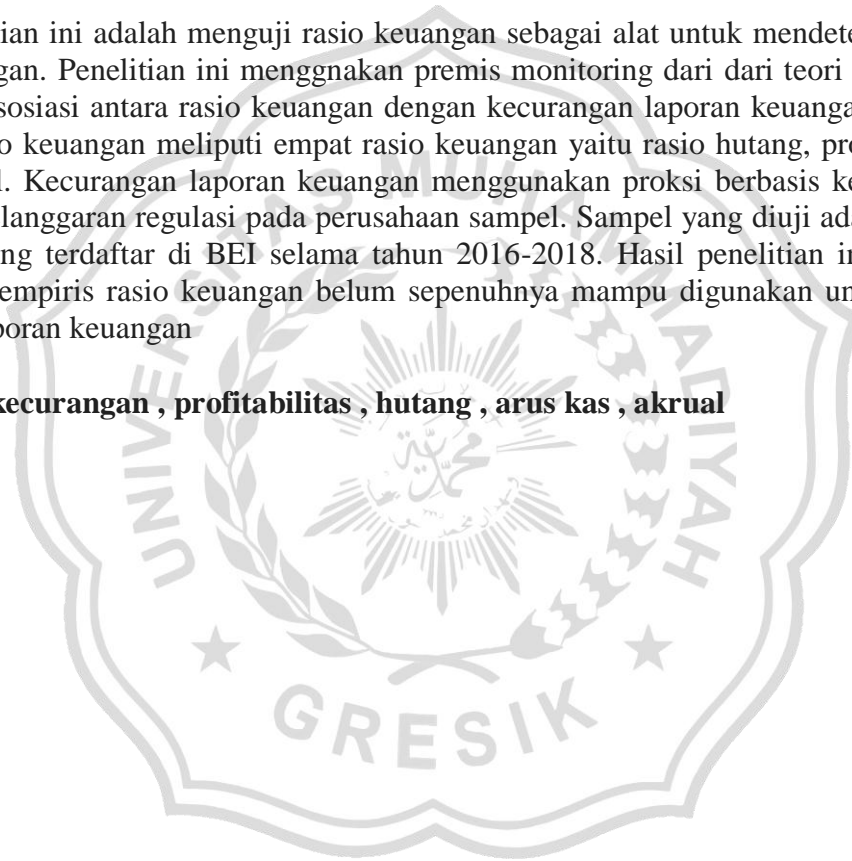 ian ini adalah menguji rasio keuangan sebagai alat untuk mendete
gan. Penelitian ini menggnakan premis monitoring dari dari teori
sosiasi antara rasio keuangan dengan kecurangan laporan keuanga
o keuangan meliputi empat rasio keuangan yaitu rasio hutang, pro
l. Kecurangan laporan keuangan menggunakan proksi berbasis ke
langgaran regulasi pada perusahaan sampel. Sampel yang diuji ada
ng terdaftar di BEI selama tahun 2016-2018. Hasil penelitian in
empiris rasio keuangan belum sepenuhnya mampu digunakan un
poran keuangan
kecurangan , profitabilitas , hutang , arus kas , akrual
UNIVERSITAS MUHAMMADIYAH
GRESIK